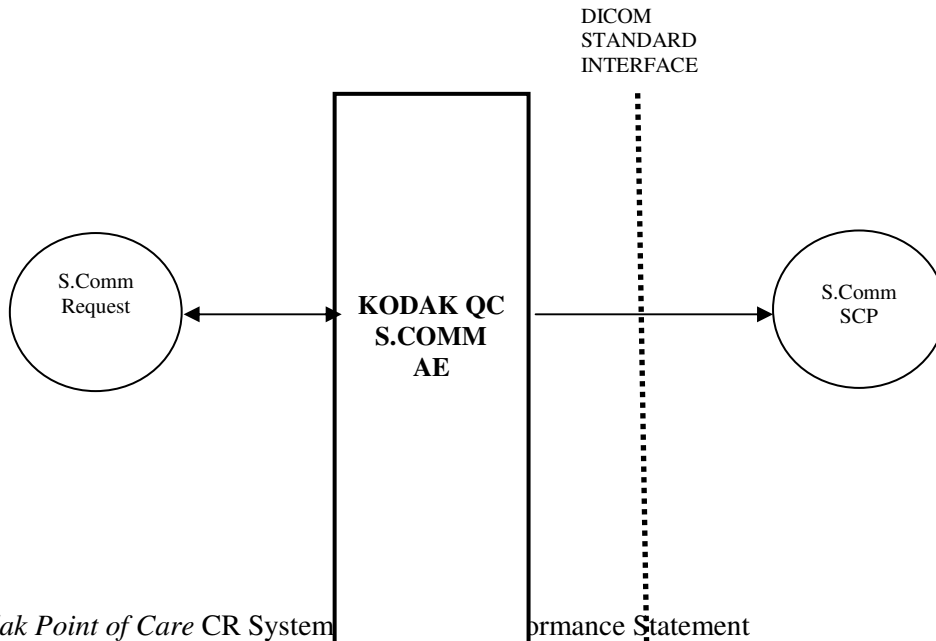 DICOM
STANDARD
INTERFACE
S.Comm
Request
KODAK QC
S.COMM
AE
S.Comm
SCP
Point of Care CR System Statement